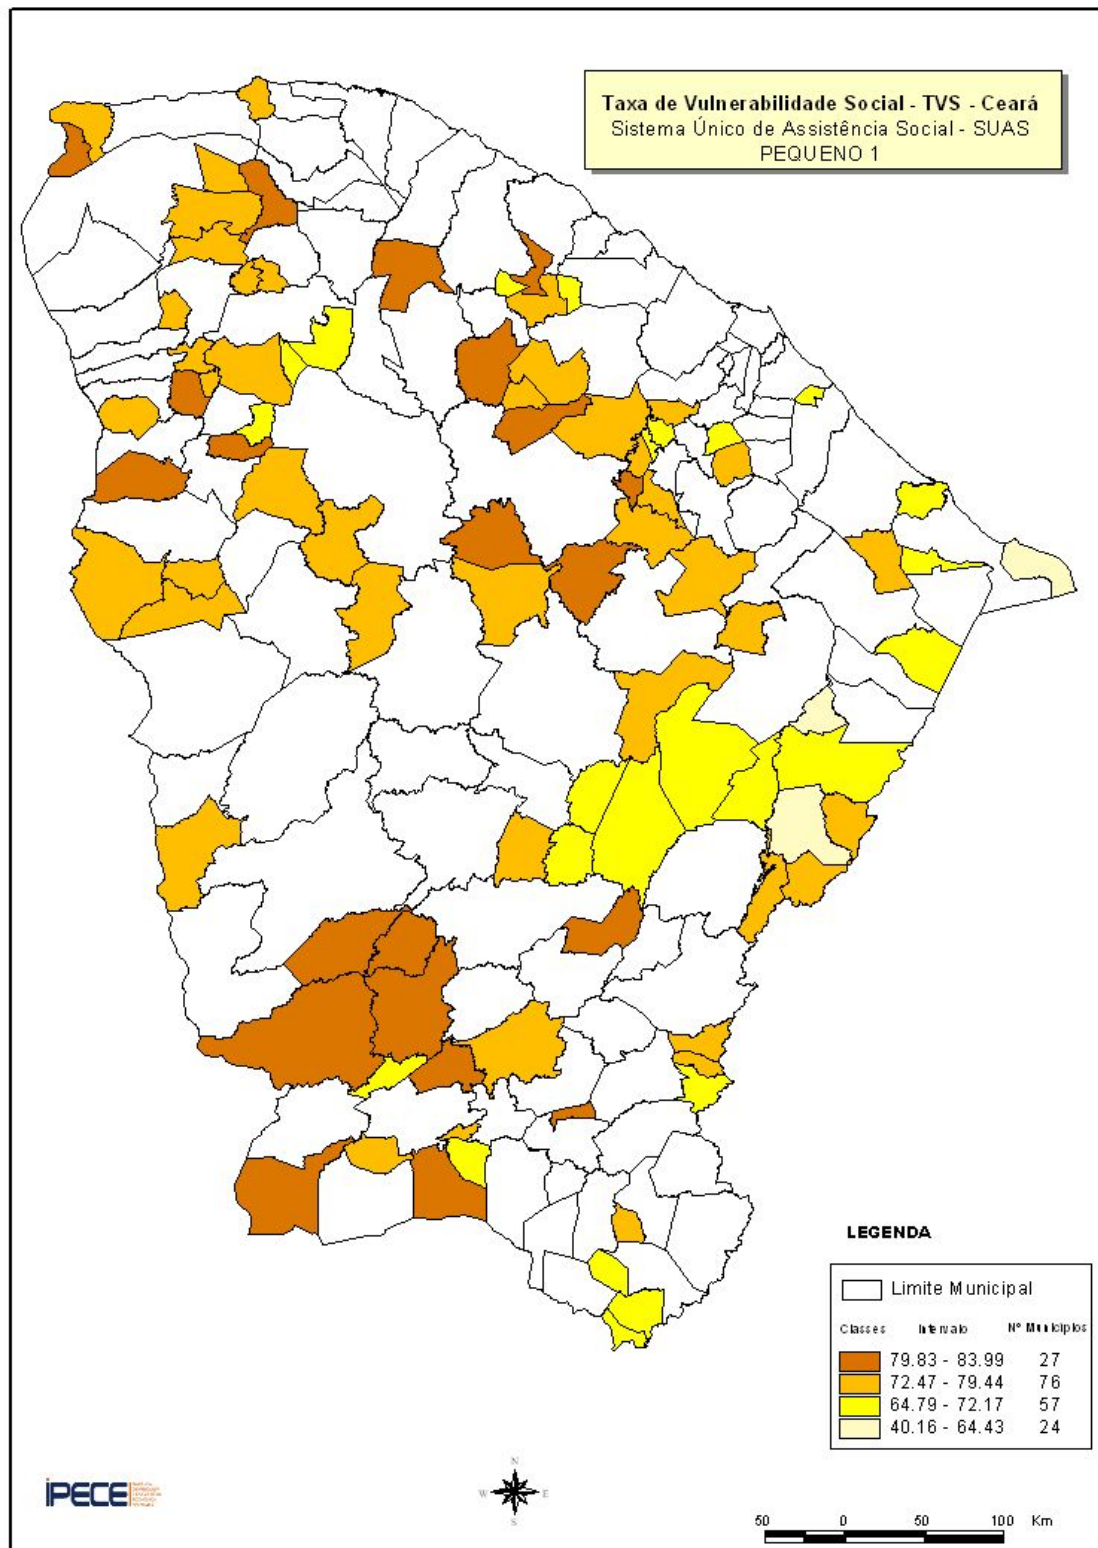 Taxa de Vulnerabilidade Social - TVS - Ceará
Sistema Único de Assistência Social - SUAS
PEQUENO 1
LEGENDA
Limite Municipal
Classes Intervalo Nº Municípios
79.83 - 83.99 27
72.47 - 79.44 76
64.79 - 72.17 57
40.16 - 64.43 24
IPECE
N
W E
S
50 0 50 100 Km